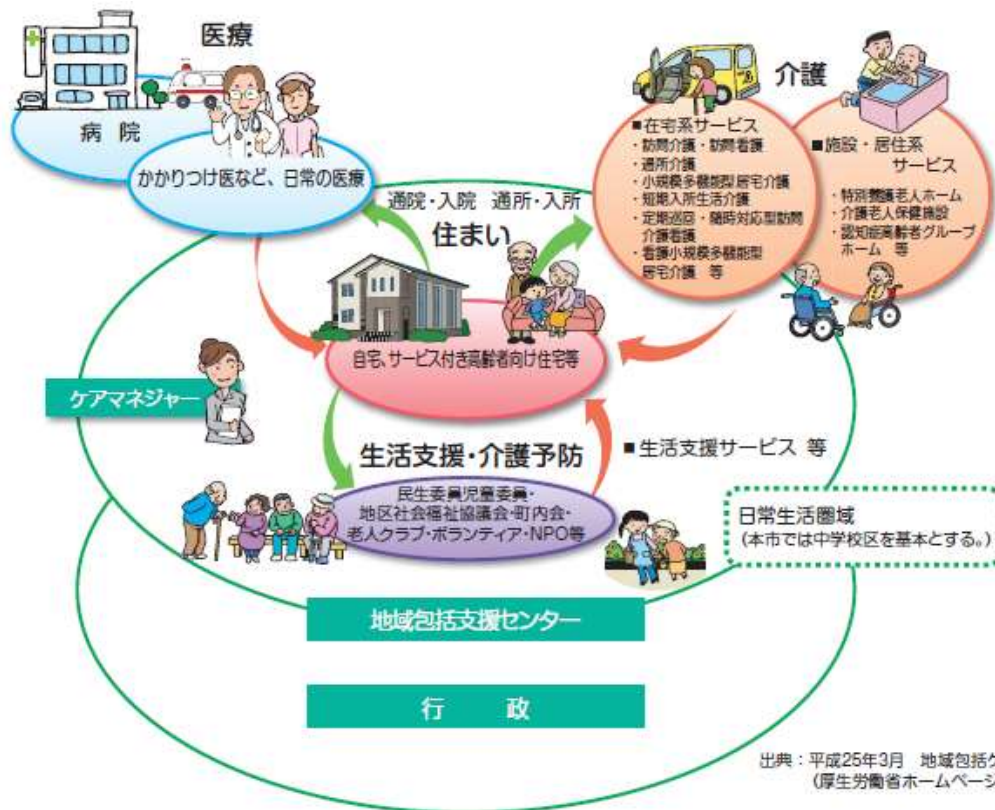 医療
病院
かかりつけ医など、日常の医療
介護
■在宅系サービス
・訪問介護・訪問看護
・通所介護
・小規模多機能型居宅介護
・短期入所生活介護
・定期巡回・随時対応型訪問
介護看護
・看護小規模多機能型
居宅介護 等
■施設・居住系
サービス
・特別養護老人ホーム
・介護老人保健施設
・認知症高齢者グループ
ホーム 等
通院・入院 通所・入所
住まい
自宅、サービス付き高齢者向け住宅等
ケアマネジャー
生活支援・介護予防
■生活支援サービス 等
民生委員児童委員・
地区社会福祉協議会・町内会・
老人クラブ・ボランティア・NPO等
日常生活圏域
(本市では中学校区を基本とする。)
地域包括支援センター
行 政
出典：平成25年3月 地域包括ケ
(厚生労働省ホームページ